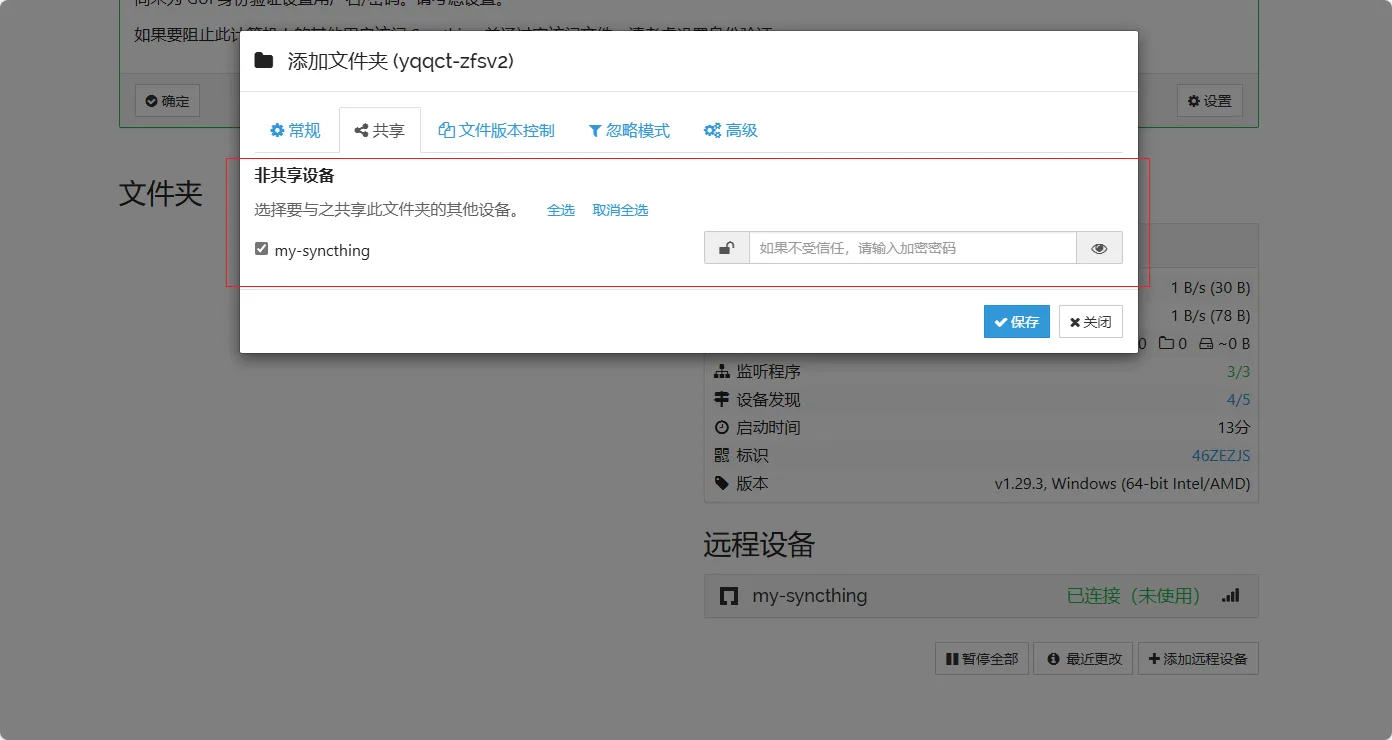 如果要阻止此计
添加文件夹 (yqqct-zfsv2)
确定
设置
常规
共享
文件版本控制
忽略模式
高级
文件夹
非共享设备
选择要与之共享此文件夹的其他设备。 全选 取消全选
my-syncthing
如果不受信任，请输入加密密码
1 B/s (30 B)
保存
关闭
1 B/s (78 B)
0 0 ~0 B
监听程序 3/3
设备发现 4/5
启动时间 13分
标识 46ZEZJS
版本 v1.29.3, Windows (64-bit Intel/AMD)
远程设备
my-syncthing 已连接（未使用）
暂停全部
最近更改
添加远程设备